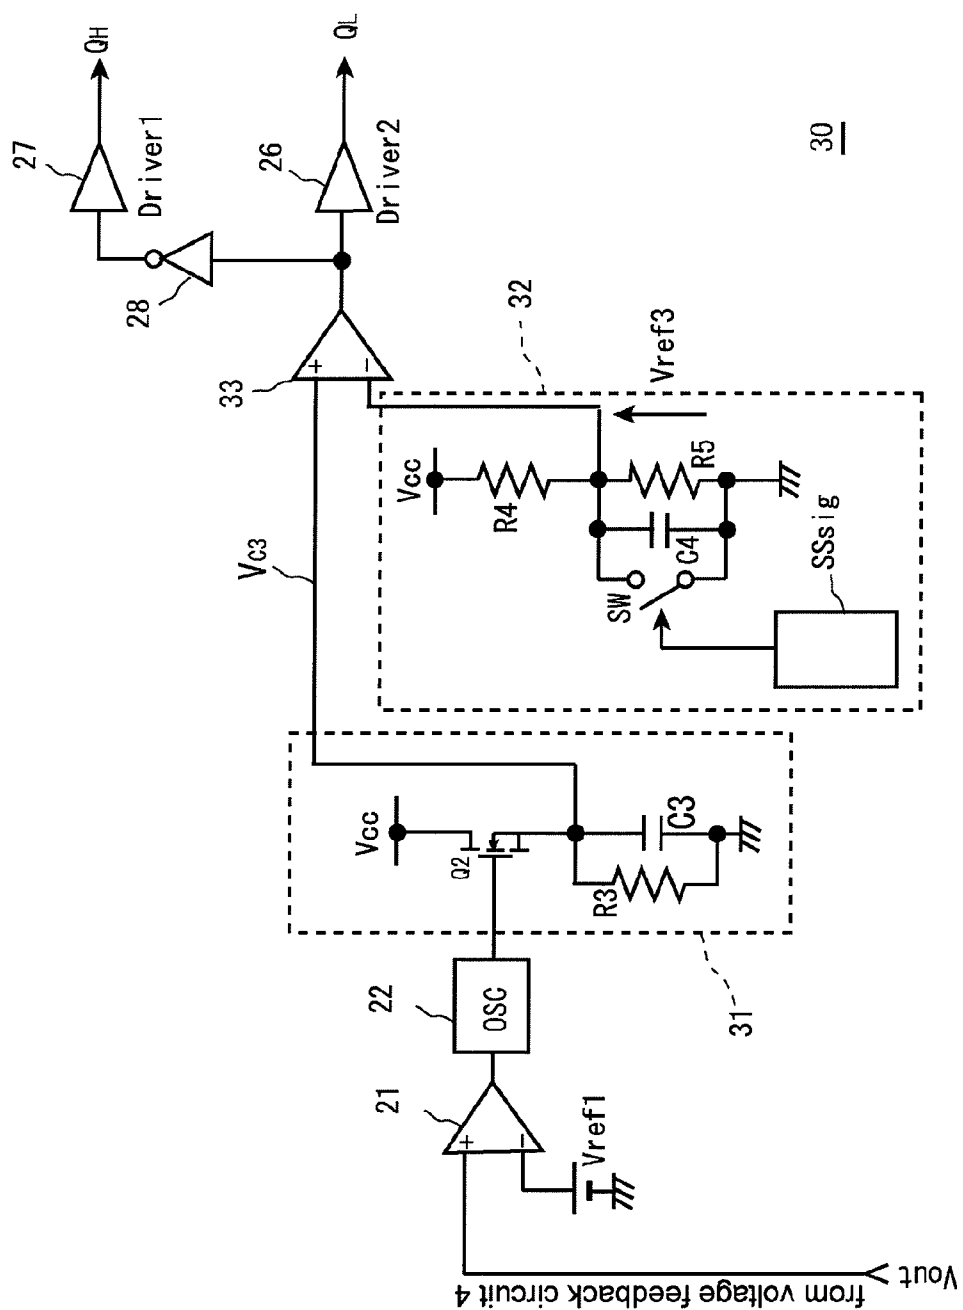 QH
QL
27
Driver1
26
Driver2
28
30
33
+
−
32
Vref3
VC3
Vcc
R4
R5
C4
SW
SSsig
Vcc
Q2
C3
R3
31
22
OSC
21
+
−
Vref1
Vout
from voltage feedback circuit 4